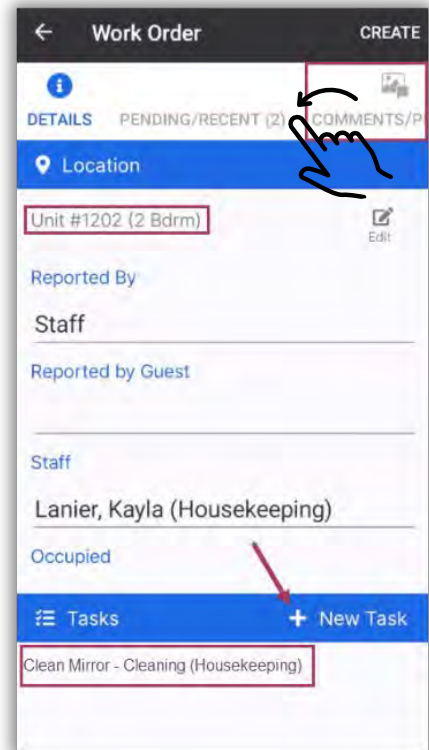 Work Order CREATE
DETAILS PENDING/RECENT (2) COMMENTS/P
Location
Unit #1202 (2 Bdrm)
Edit
Reported By
Staff
Reported by Guest
Staff
Lanier, Kayla (Housekeeping)
Occupied
Tasks + New Task
Clean Mirror - Cleaning (Housekeeping)